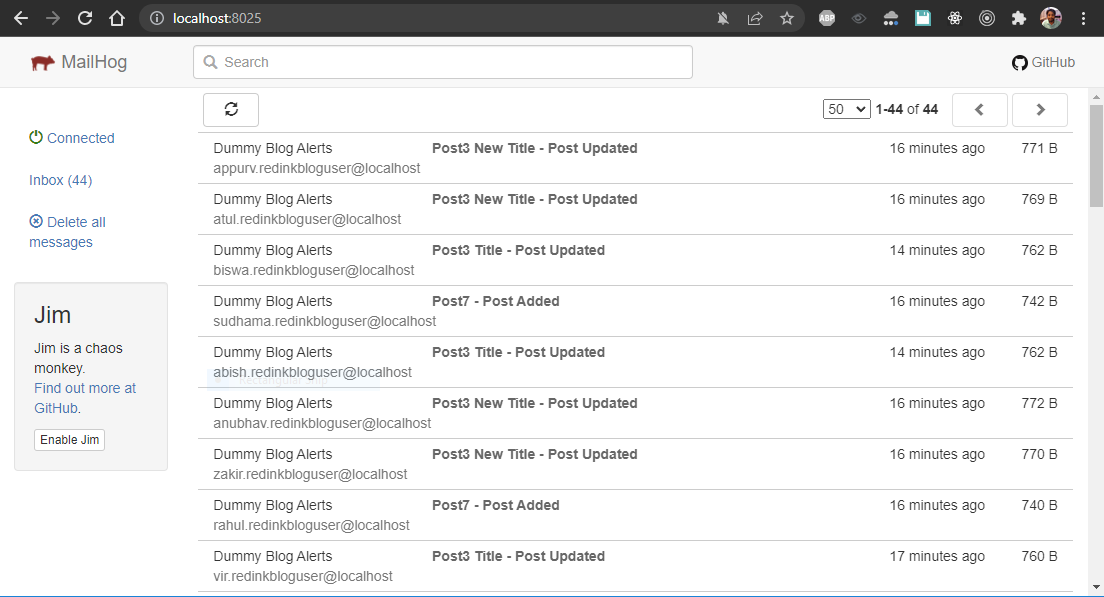 localhost:8025
ABP
MailHog
Search
GitHub
50 1-44 of 44
Connected
Inbox (44)
Delete all
messages
Jim
Jim is a chaos
monkey.
Find out more at
GitHub.
Enable Jim
Dummy Blog Alerts Post3 New Title - Post Updated 16 minutes ago 771 B
appurv.redinkbloguser@localhost
Dummy Blog Alerts Post3 New Title - Post Updated 16 minutes ago 769 B
atul.redinkbloguser@localhost
Dummy Blog Alerts Post3 Title - Post Updated 14 minutes ago 762 B
biswa.redinkbloguser@localhost
Dummy Blog Alerts Post7 - Post Added 16 minutes ago 742 B
sudhama.redinkbloguser@localhost
Dummy Blog Alerts Post3 Title - Post Updated 14 minutes ago 762 B
abish.redinkbloguser@localhost
Rectangular Snip
Dummy Blog Alerts Post3 New Title - Post Updated 16 minutes ago 772 B
anubhav.redinkbloguser@localhost
Dummy Blog Alerts Post3 New Title - Post Updated 16 minutes ago 770 B
zakir.redinkbloguser@localhost
Dummy Blog Alerts Post7 - Post Added 16 minutes ago 740 B
rahul.redinkbloguser@localhost
Dummy Blog Alerts Post3 Title - Post Updated 17 minutes ago 760 B
vir.redinkbloguser@localhost